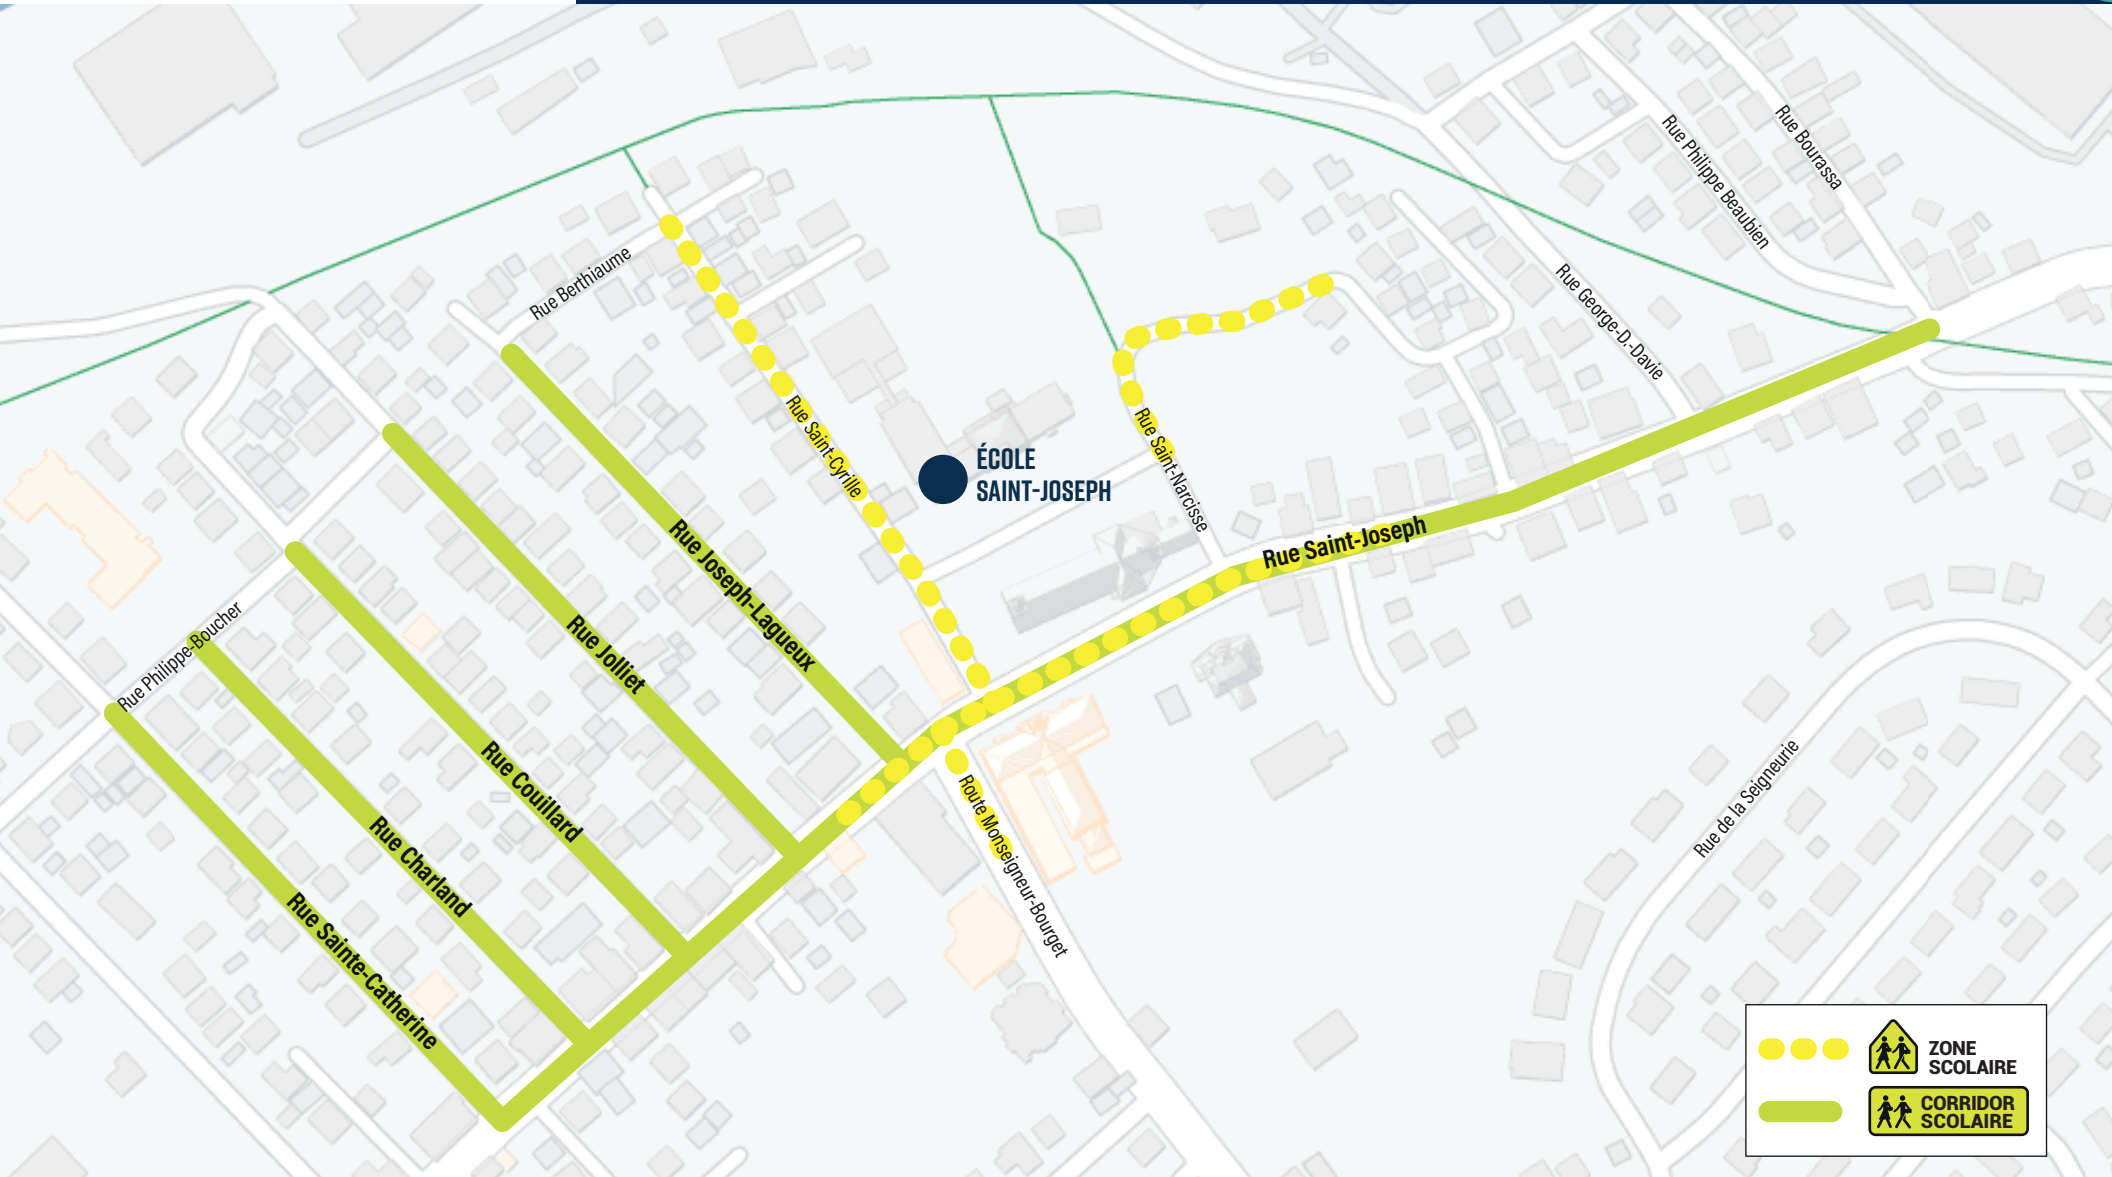 Rue Bourassa
Rue Philippe Beaubien
Rue Berthiaume
Rue George-D.-Davie
Rue Saint-Cyrille
Rue Saint-Narcisse
ÉCOLE
SAINT-JOSEPH
Rue Saint-Joseph
Rue Joseph-Lagueux
Rue Philippe-Boucher
Rue Jolliet
Rue Couillard
Rue Charland
Rue Sainte-Catherine
Route Monseigneur-Bourget
Rue de la Seigneurie
ZONE
SCOLAIRE
CORRIDOR
SCOLAIRE